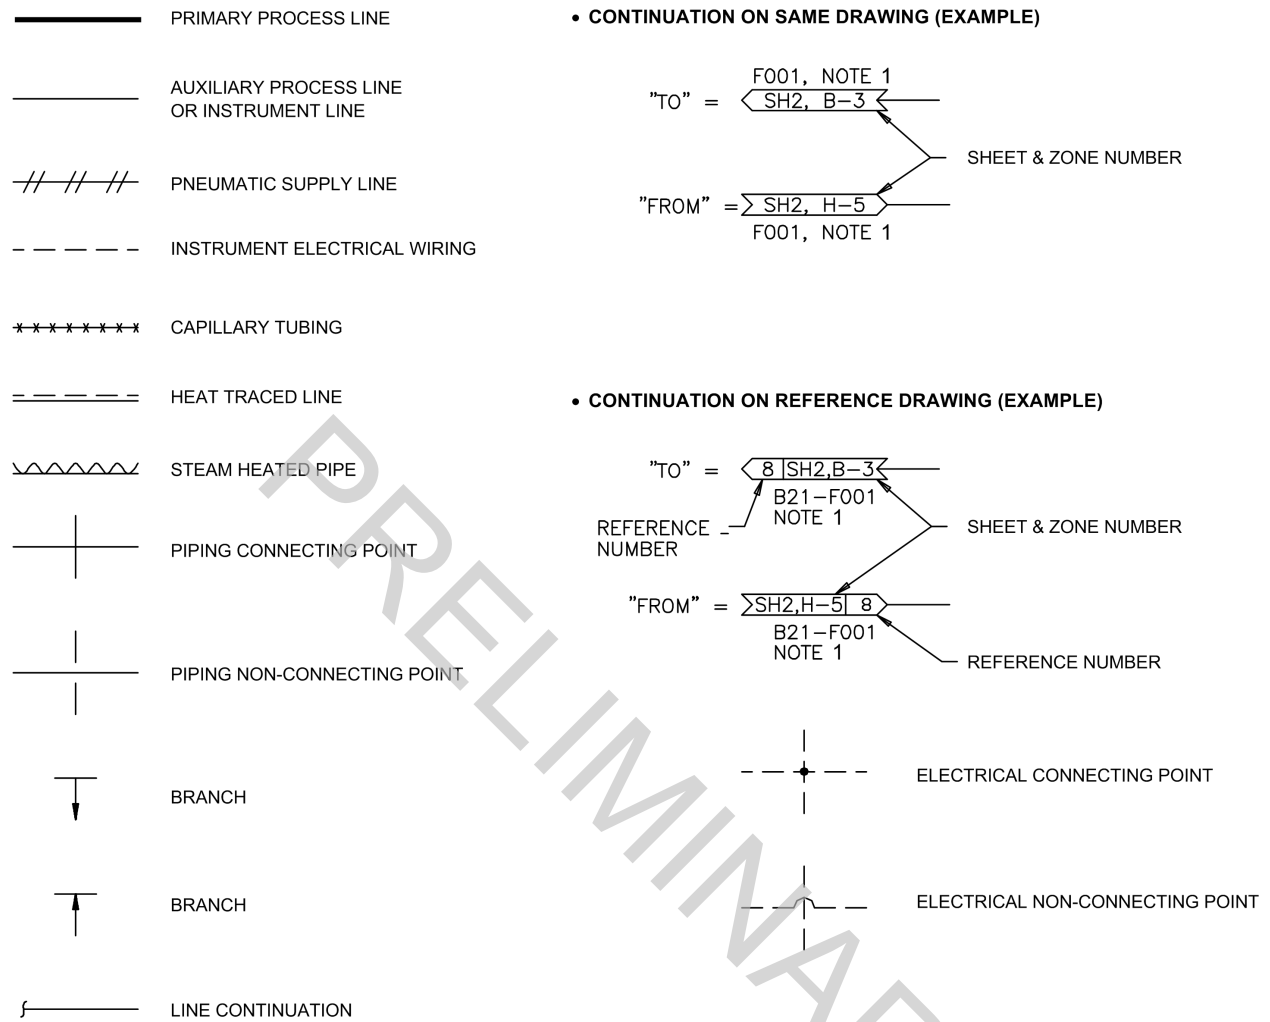 PRIMARY PROCESS LINE
AUXILIARY PROCESS LINE
OR INSTRUMENT LINE
PNEUMATIC SUPPLY LINE
INSTRUMENT ELECTRICAL WIRING
CAPILLARY TUBING
HEAT TRACED LINE
STEAM HEATED PIPE
PIPING CONNECTING POINT
PIPING NON-CONNECTING POINT
BRANCH
BRANCH
LINE CONTINUATION
• CONTINUATION ON SAME DRAWING (EXAMPLE)
F001, NOTE 1
"TO" = SH2, B-3
SHEET & ZONE NUMBER
"FROM" = SH2, H-5
F001, NOTE 1
• CONTINUATION ON REFERENCE DRAWING (EXAMPLE)
"TO" = 8 SH2,B-3
B21-F001
NOTE 1
REFERENCE
NUMBER
SHEET & ZONE NUMBER
"FROM" = SH2,H-5 8
B21-F001
NOTE 1
REFERENCE NUMBER
ELECTRICAL CONNECTING POINT
ELECTRICAL NON-CONNECTING POINT